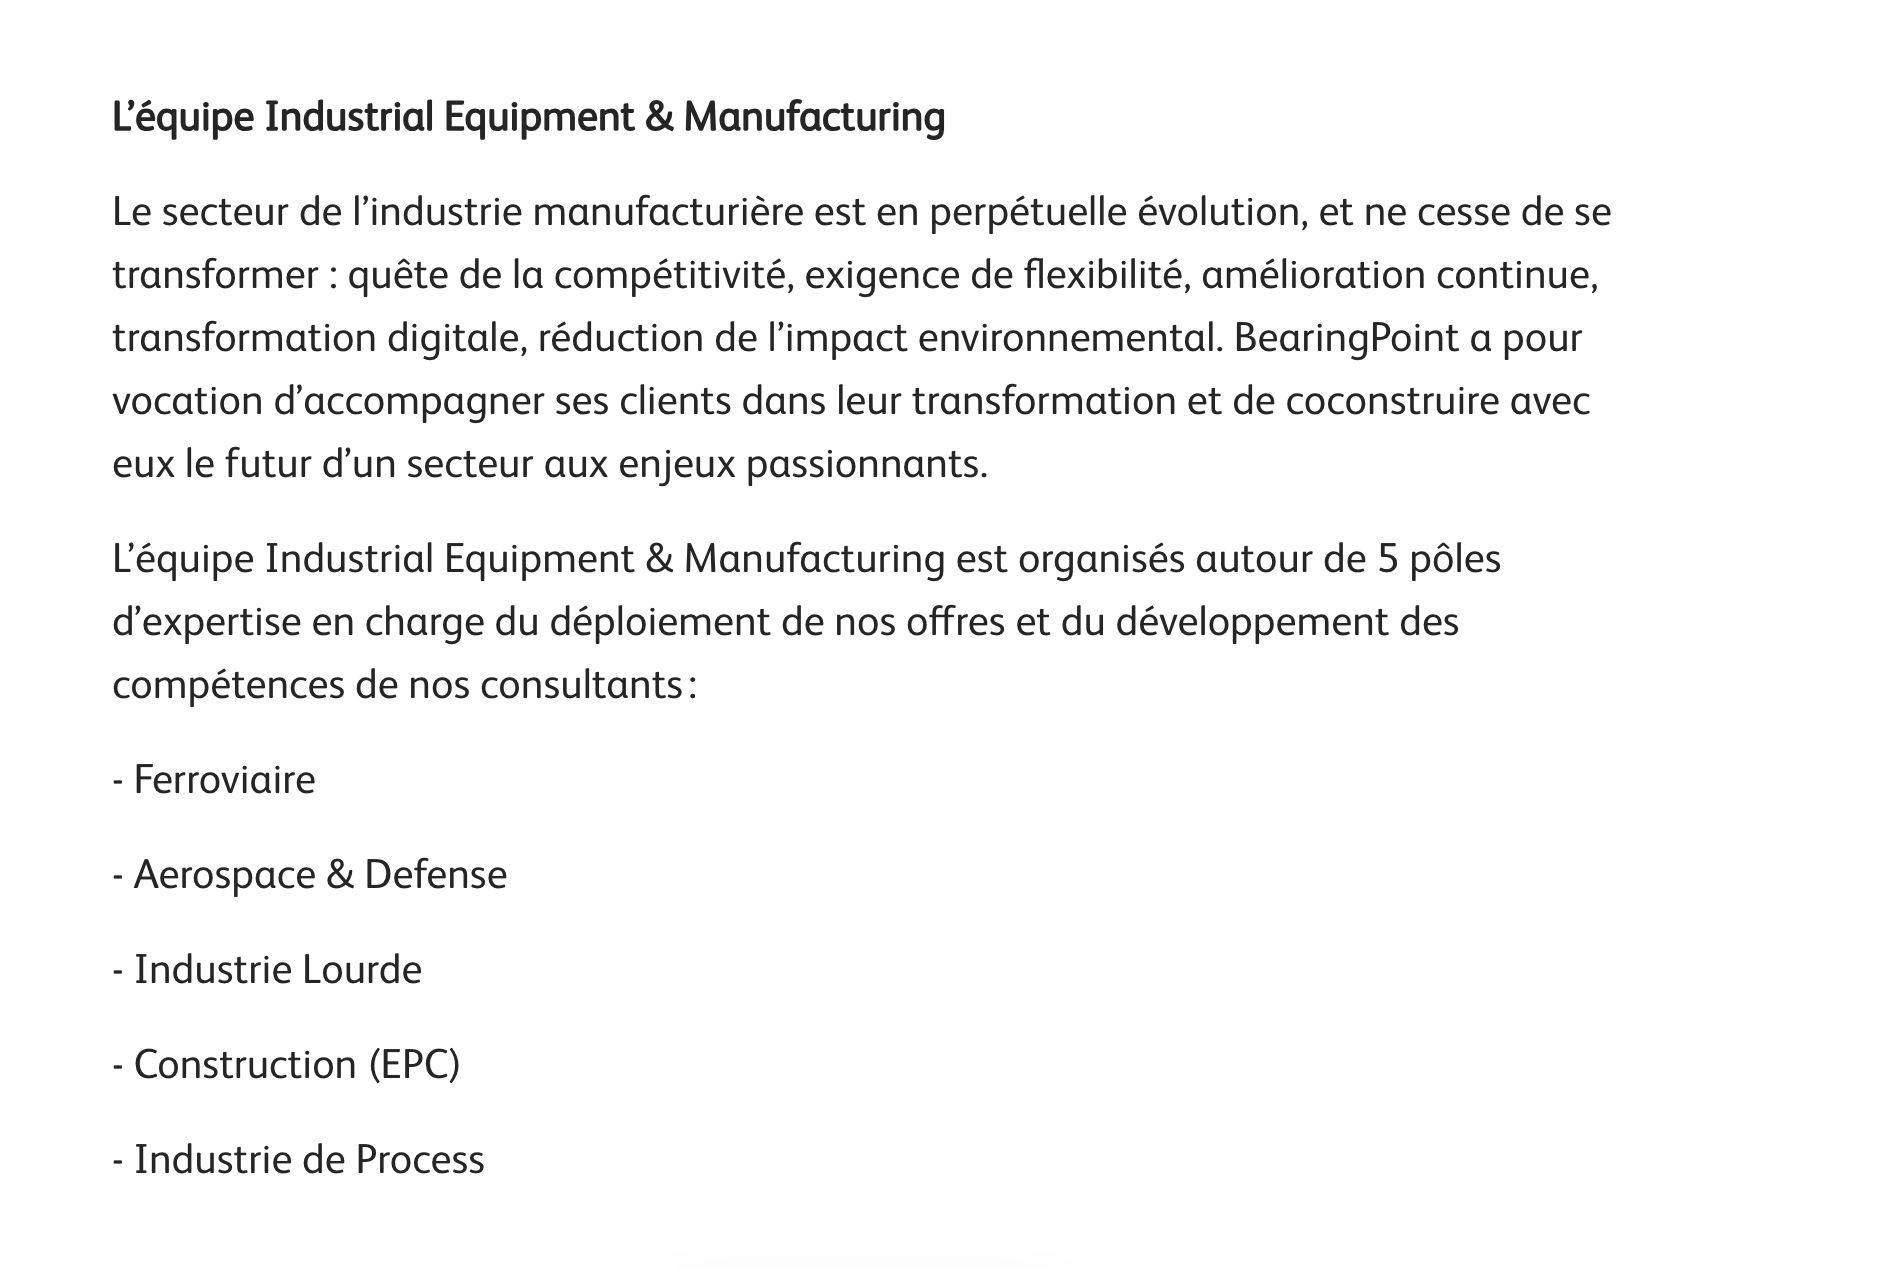 L’équipe Industrial Equipment & Manufacturing
Le secteur de l’industrie manufacturière est en perpétuelle évolution, et ne cesse de se
transformer : quête de la compétitivité, exigence de flexibilité, amélioration continue,
transformation digitale, réduction de l’impact environnemental. BearingPoint a pour
vocation d’accompagner ses clients dans leur transformation et de coconstruire avec
eux le futur d’un secteur aux enjeux passionnants.
L’équipe Industrial Equipment & Manufacturing est organisés autour de 5 pôles
d’expertise en charge du déploiement de nos offres et du développement des
compétences de nos consultants :
- Ferroviaire
- Aerospace & Defense
- Industrie Lourde
- Construction (EPC)
- Industrie de Process